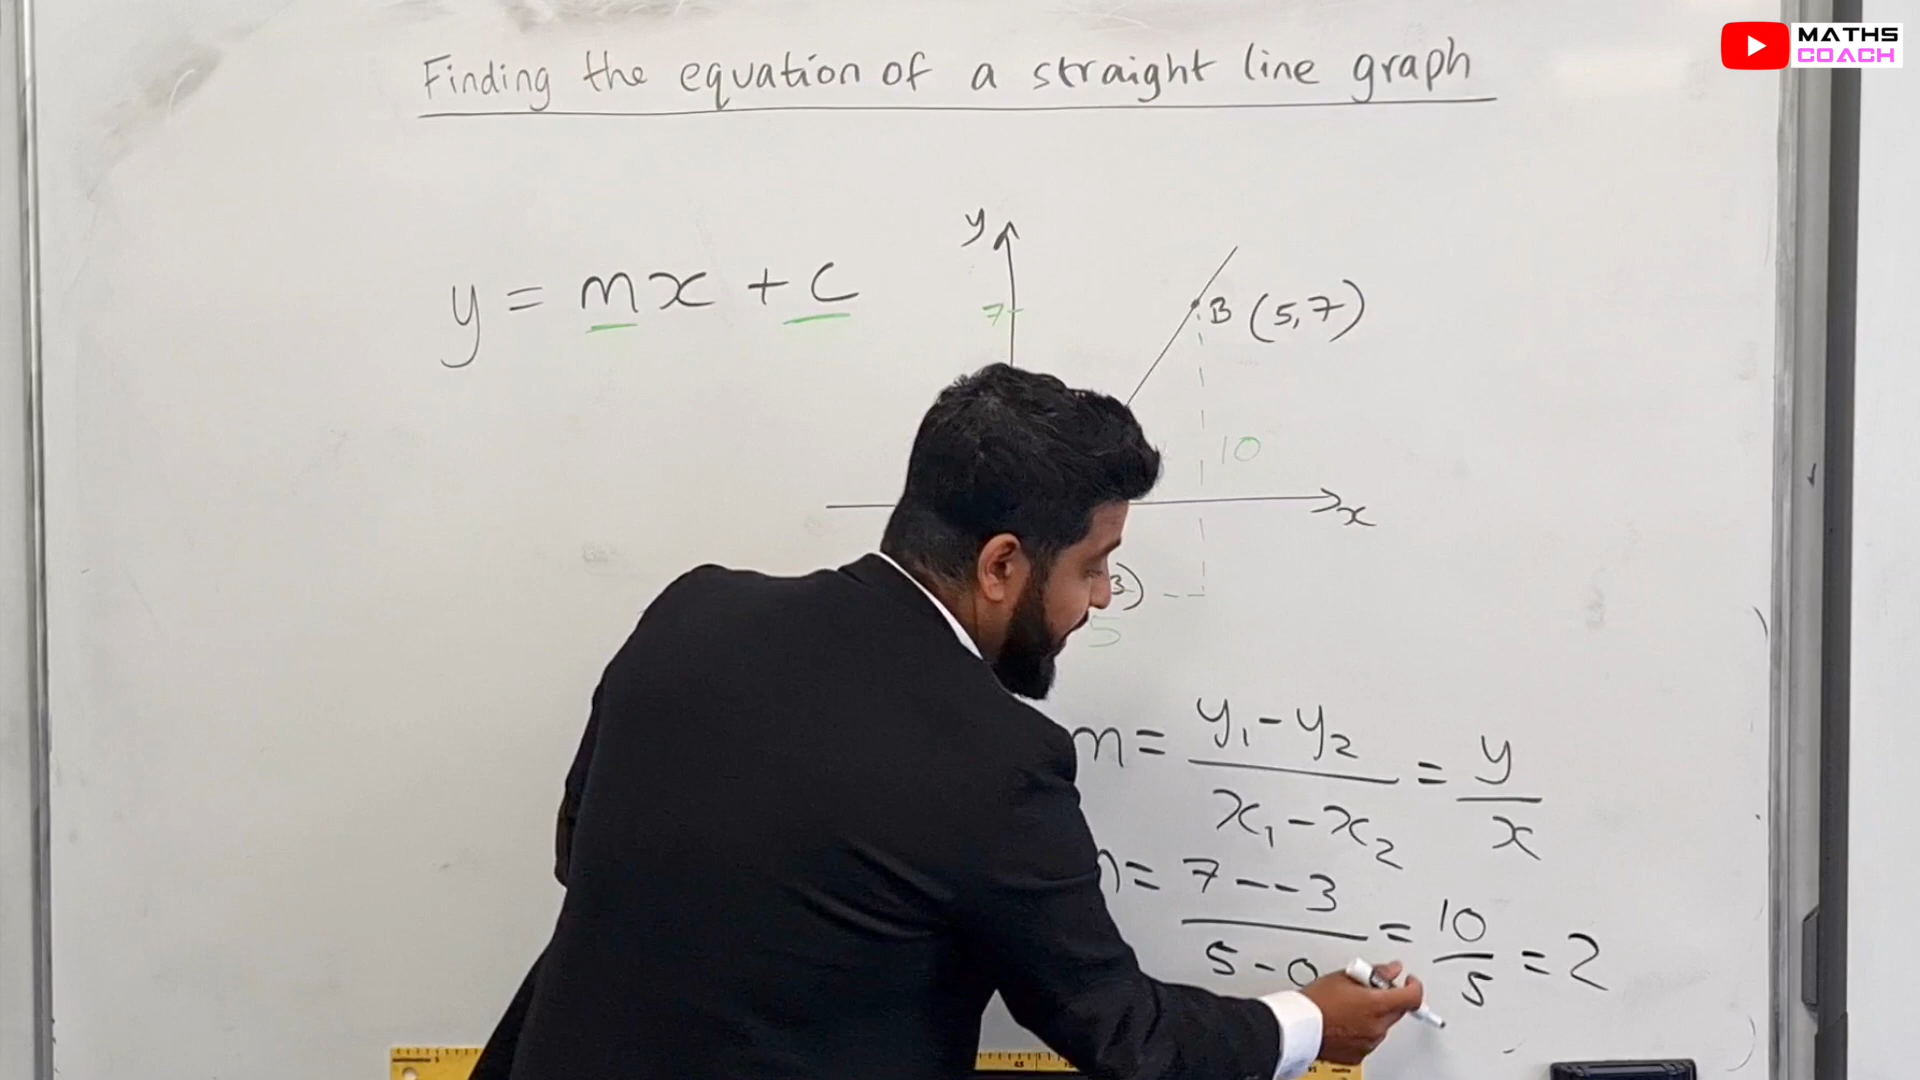 MATHS
COACH
Finding the equation of a straight line graph
y
y = mx + c
7
B (5,7)
10
x
3)
5
m = y₁ - y₂ / x₁ - x₂ = y / x
= 7 - -3 / 5 - 0 = 10 / 5 = 2